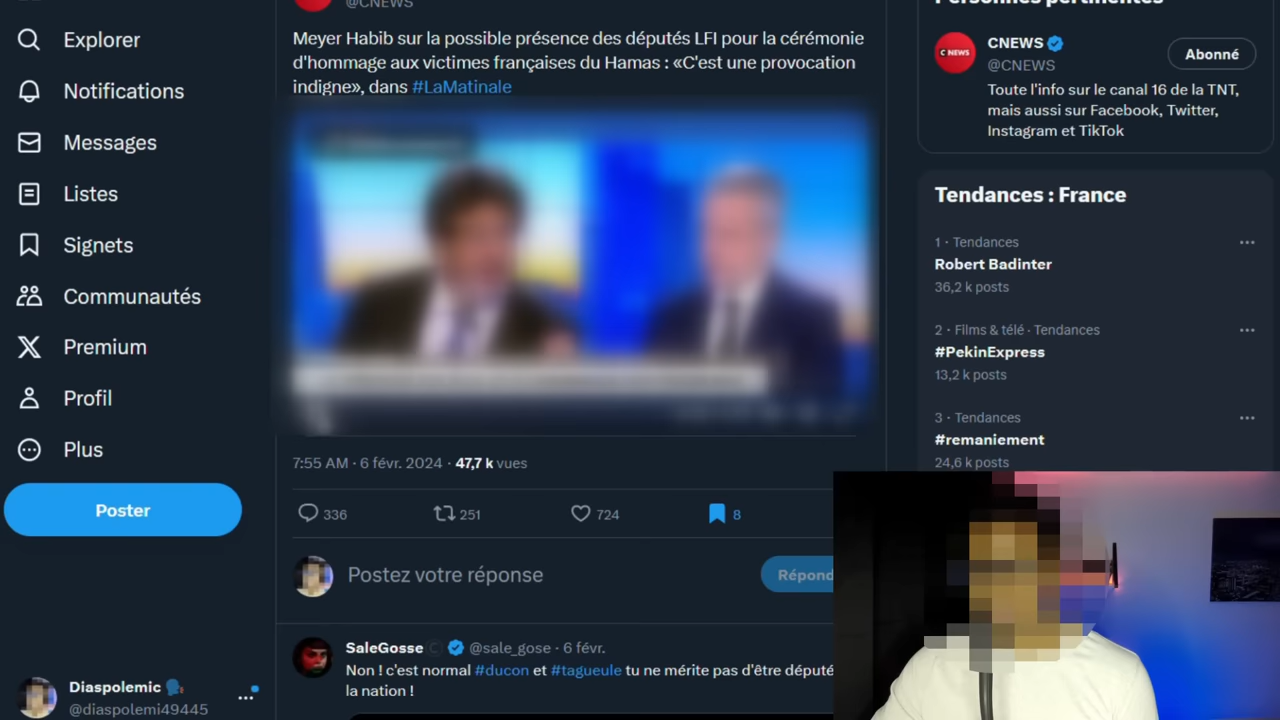 Explorer
Notifications
Messages
Listes
Signets
Communautés
Premium
Profil
Plus
Poster
Diaspolemic
@diaspolemi49445
@CNEWS
Meyer Habib sur la possible présence des députés LFI pour la cérémonie
d'hommage aux victimes françaises du Hamas : «C'est une provocation
indigne», dans #LaMatinale
7:55 AM · 6 févr. 2024 · 47,7 k vues
336 251 724 8
Postez votre réponse
Répond
SaleGosse @sale_gose · 6 févr.
Non ! c'est normal #ducon et #tagueule tu ne mérite pas d'être député
la nation !
Personnes pertinentes
CNEWS
@CNEWS
Abonné
C NEWS
Toute l'info sur le canal 16 de la TNT,
mais aussi sur Facebook, Twitter,
Instagram et TikTok
Tendances : France
1 · Tendances
Robert Badinter
36,2 k posts
2 · Films & télé · Tendances
#PekinExpress
13,2 k posts
3 · Tendances
#remaniement
24,6 k posts